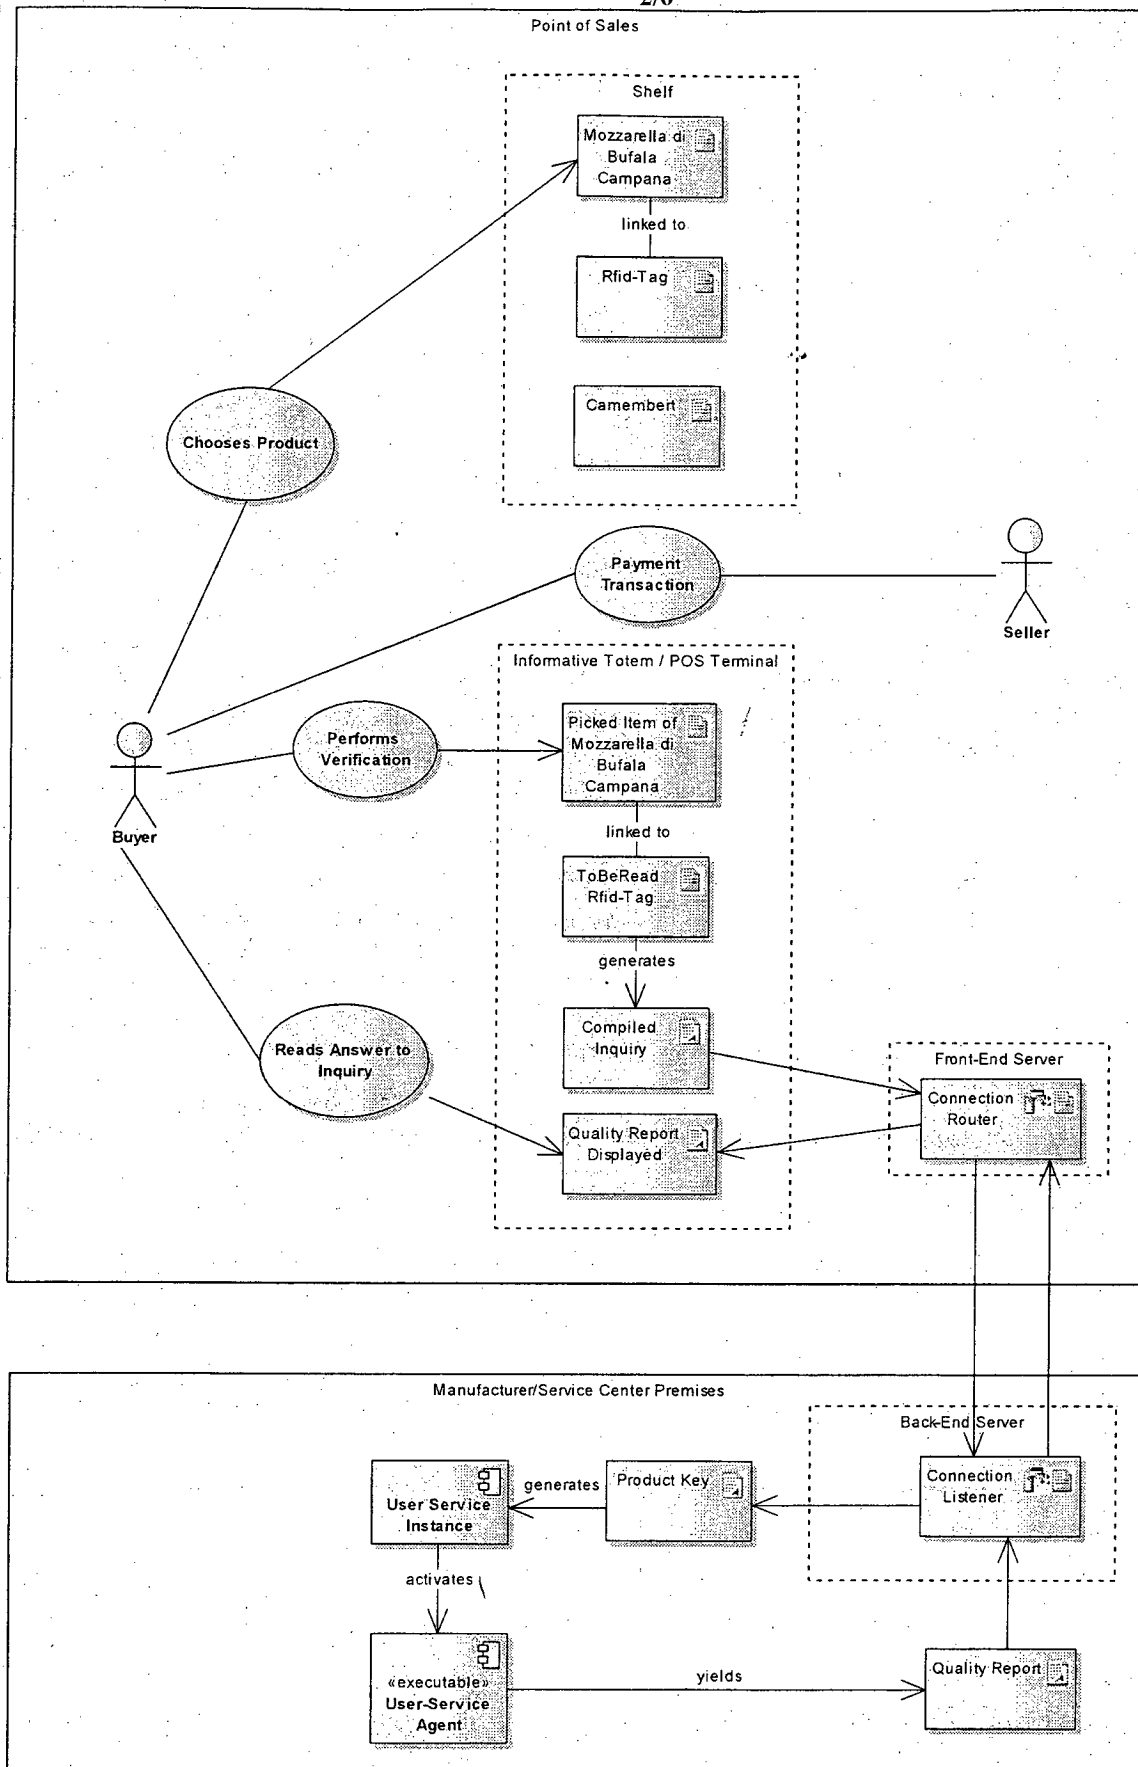 2/6
Point of Sales
Shelf
Mozzarella di
Bufala
Campana
linked to
Rfid-Tag
Camembert
Chooses Product
Payment
Transaction
Seller
Informative Totem / POS Terminal
Picked Item of
Mozzarella di
Bufala
Campana
Performs
Verification
Buyer
linked to
ToBeRead
Rfid-Tag
generates
Compiled
Inquiry
Reads Answer to
Inquiry
Front-End Server
Connection
Router
Quality Report
Displayed
Manufacturer/Service Center Premises
Back-End Server
Connection
Listener
Product Key
generates
User Service
Instance
activates
«executable»
User-Service
Agent
yields
Quality Report